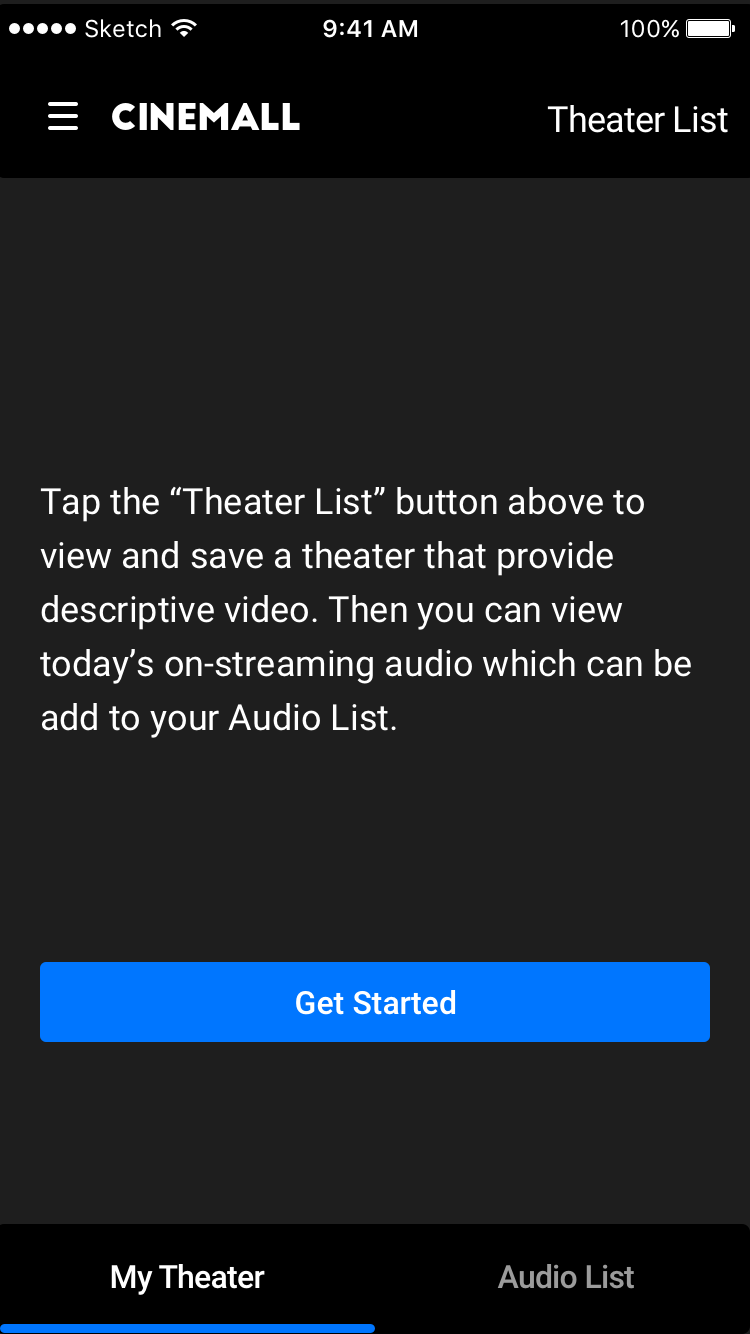 Sketch 9:41 AM 100%
CINEMALL Theater List
Tap the “Theater List” button above to
view and save a theater that provide
descriptive video. Then you can view
today’s on-streaming audio which can be
add to your Audio List.
Get Started
My Theater Audio List